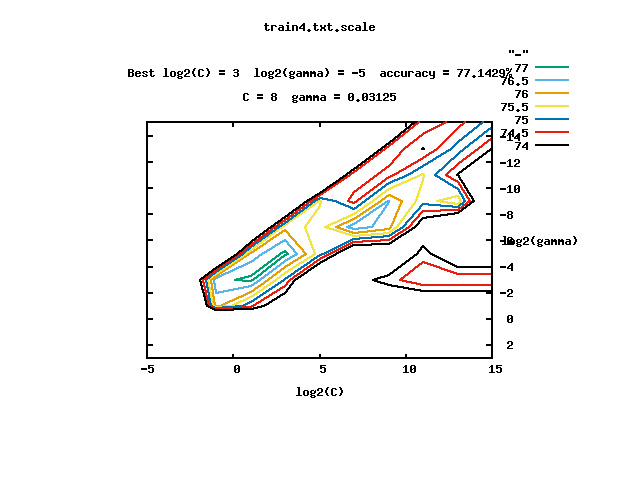 train4.txt.scale
"-"
Best log2(C) = 3  log2(gamma) = -5  accuracy = 77.1429%
77
76.5
76
75.5
75
74.5
74
C = 8  gamma = 0.03125
-14
-12
-10
-8
-6
log2(gamma)
-4
-2
0
2
-5 0 5 10 15
log2(C)